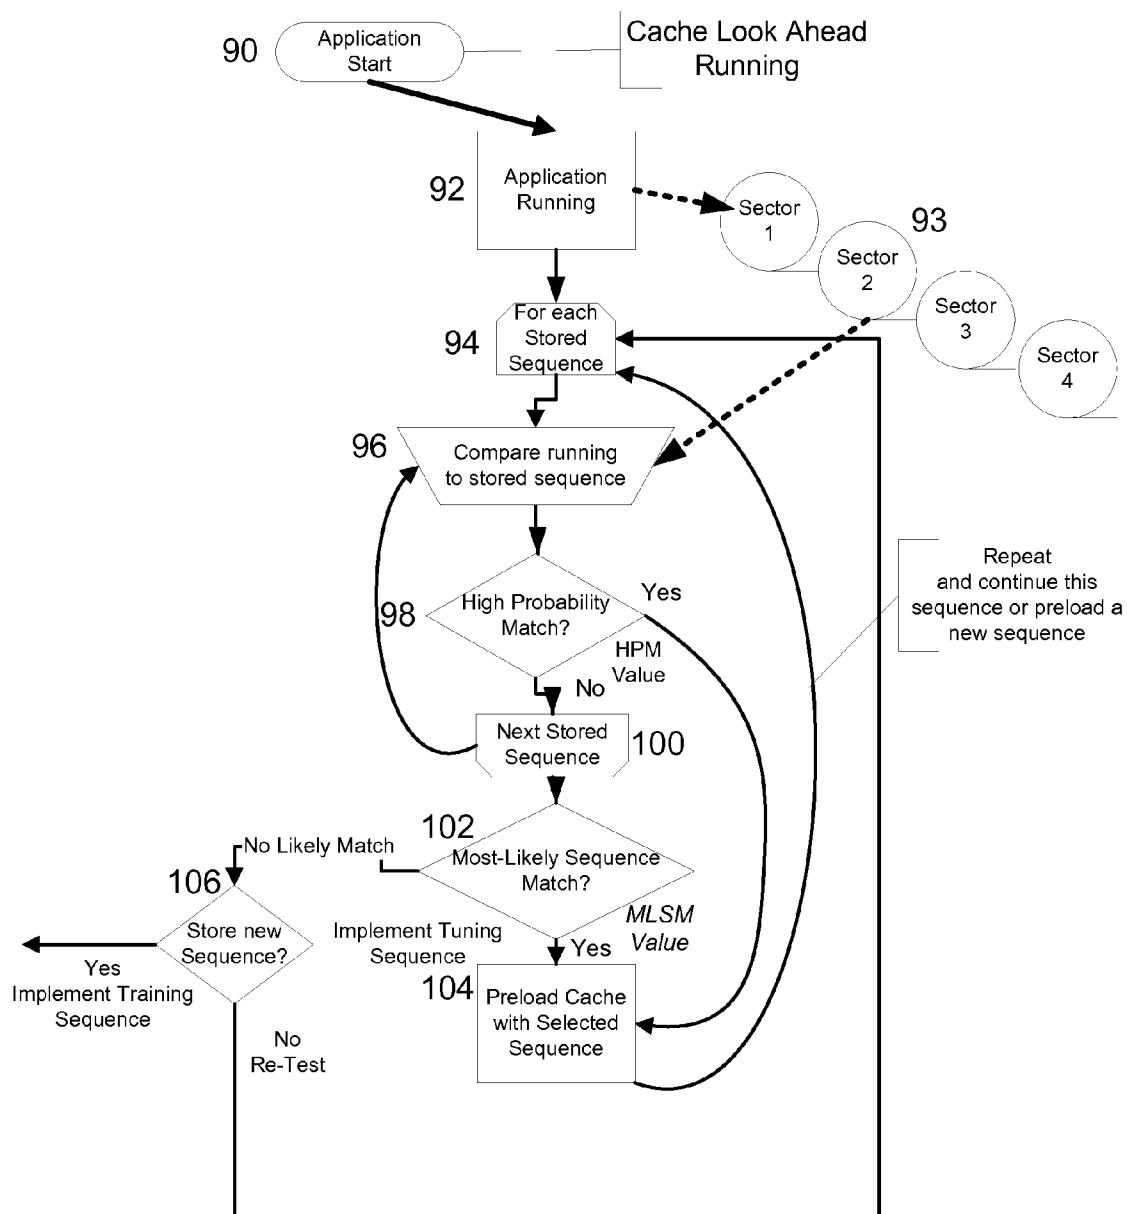 Application
Start
90
Cache Look Ahead
Running
92
Application
Running
Sector
1
93
Sector
2
Sector
3
Sector
4
94
For each
Stored
Sequence
96
Compare running
to stored sequence
Repeat
and continue this
sequence or preload a
new sequence
98
High Probability
Match?
Yes
HPM
Value
No
Next Stored
Sequence
100
102
No Likely Match
Most-Likely Sequence
Match?
106
Store new
Sequence?
Implement Tuning
Sequence
MLSM
Value
Yes
Yes
Implement Training
Sequence
104
Preload Cache
with Selected
Sequence
No
Re-Test